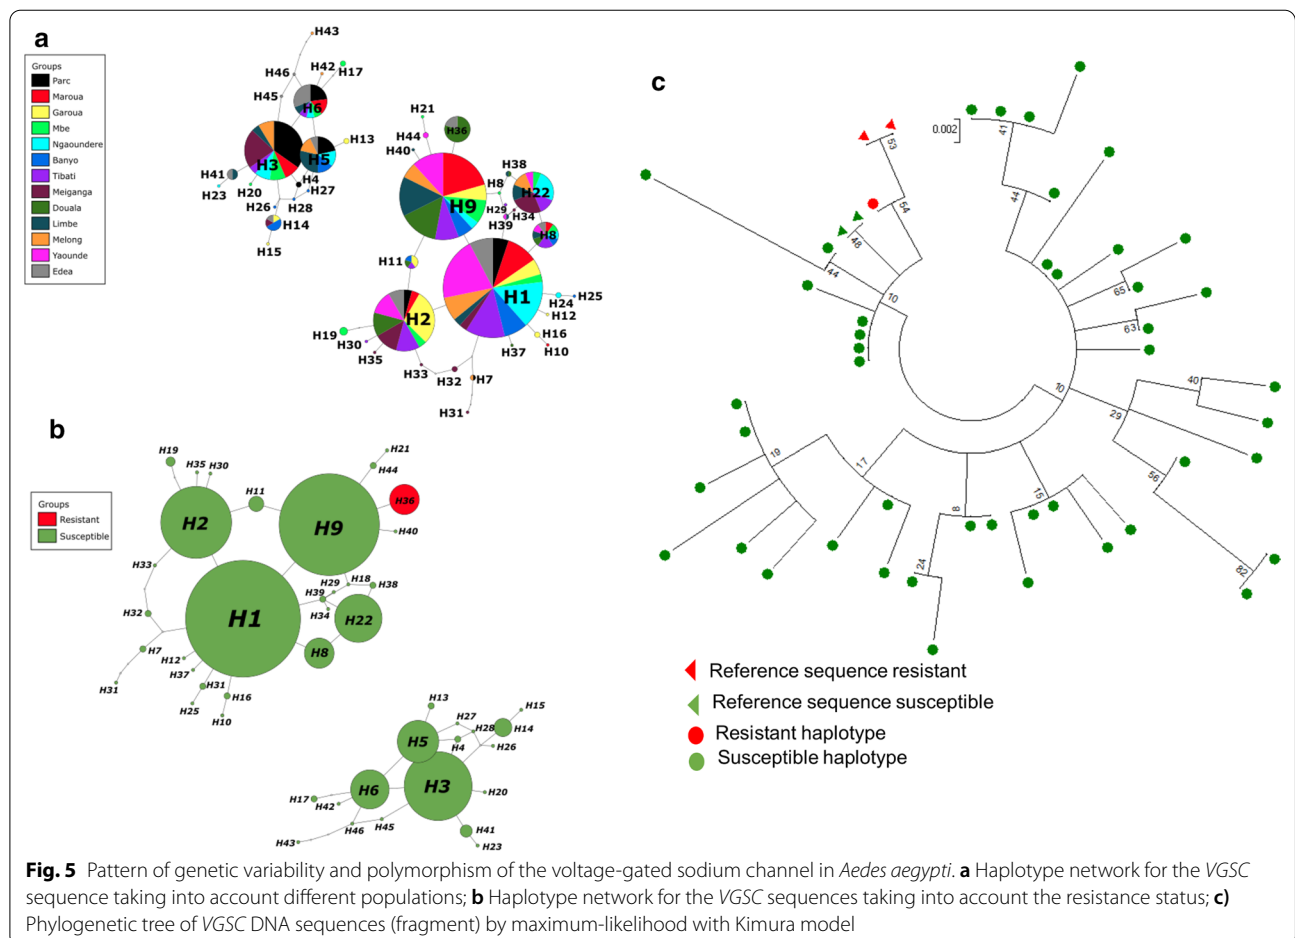 a
Groups
Parc
Maroua
Garoua
Mbe
Ngaoundere
Banyo
Tibati
Meiganga
Douala
Limbe
Melong
Yaounde
Edea
H43
H46
H42
H17
H45
H6
H13
H3
H5
H41
H4
H23
H20
H27
H26
H28
H14
H15
H21
H36
H44
H40
H38
H8
H22
H9
H29
H34
H39
H8
H11
H1
H24
H25
H12
H2
H19
H16
H30
H10
H35
H37
H33
H32
H7
H31
b
Groups
Resistant
Susceptible
H19
H21
H35
H30
H44
H11
H36
H2
H9
H40
H33
H29
H18
H38
H39
H32
H34
H1
H22
H7
H8
H12
H37
H31
H31
H16
H25
H10
H13
H15
H27
H28
H14
H5
H4
H26
H6
H3
H17
H20
H42
H45
H46
H41
H43
H23
c
0.002
41
53
44
54
48
44
10
65
63
10
40
29
19
17
56
15
8
24
82
Reference sequence resistant
Reference sequence susceptible
Resistant haplotype
Susceptible haplotype
Fig. 5 Pattern of genetic variability and polymorphism of the voltage-gated sodium channel in Aedes aegypti. a Haplotype network for the VGSC
sequence taking into account different populations; b Haplotype network for the VGSC sequences taking into account the resistance status; c)
Phylogenetic tree of VGSC DNA sequences (fragment) by maximum-likelihood with Kimura model